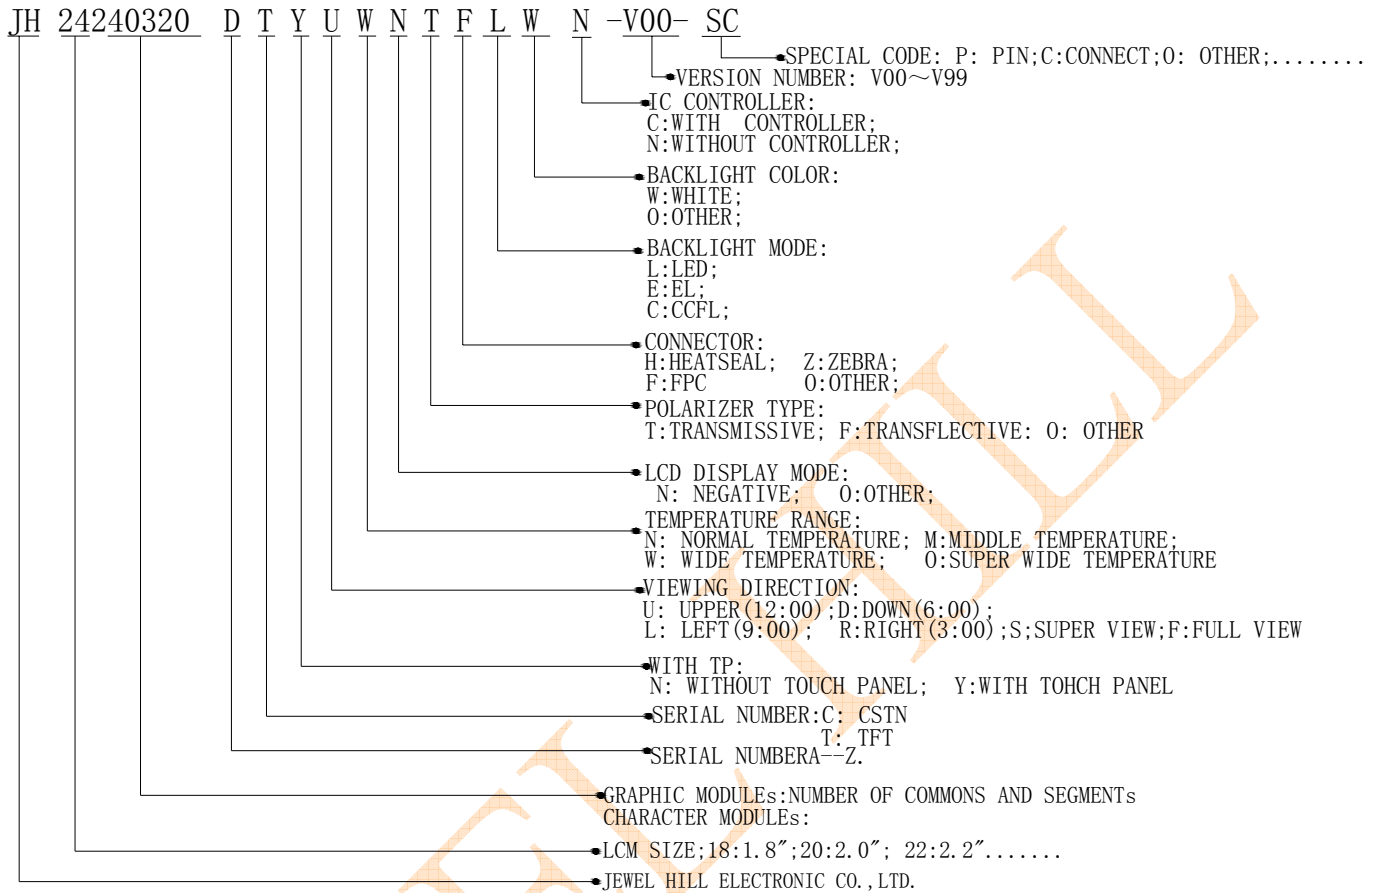 JH 24240320 D T Y U W N T F L W N -V00- SC
SPECIAL CODE: P: PIN;C:CONNECT;O: OTHER;........
VERSION NUMBER: V00～V99
IC CONTROLLER:
C:WITH CONTROLLER;
N:WITHOUT CONTROLLER;
BACKLIGHT COLOR:
W:WHITE;
O:OTHER;
BACKLIGHT MODE:
L:LED;
E:EL;
C:CCFL;
CONNECTOR:
H:HEATSEAL; Z:ZEBRA;
F:FPC O:OTHER;
POLARIZER TYPE:
T:TRANSMISSIVE; F:TRANSFLECTIVE: O: OTHER
LCD DISPLAY MODE:
N: NEGATIVE; O:OTHER;
TEMPERATURE RANGE:
N: NORMAL TEMPERATURE; M:MIDDLE TEMPERATURE;
W: WIDE TEMPERATURE; O:SUPER WIDE TEMPERATURE
VIEWING DIRECTION:
U: UPPER(12:00);D:DOWN(6:00);
L: LEFT(9:00); R:RIGHT(3:00);S;SUPER VIEW;F:FULL VIEW
WITH TP:
N: WITHOUT TOUCH PANEL; Y:WITH TOHCH PANEL
SERIAL NUMBER:C: CSTN
T: TFT
SERIAL NUMBERA--Z.
GRAPHIC MODULEs:NUMBER OF COMMONS AND SEGMENTs
CHARACTER MODULEs:
LCM SIZE;18:1.8″;20:2.0″; 22:2.2″.......
JEWEL HILL ELECTRONIC CO.,LTD.
EL HILL